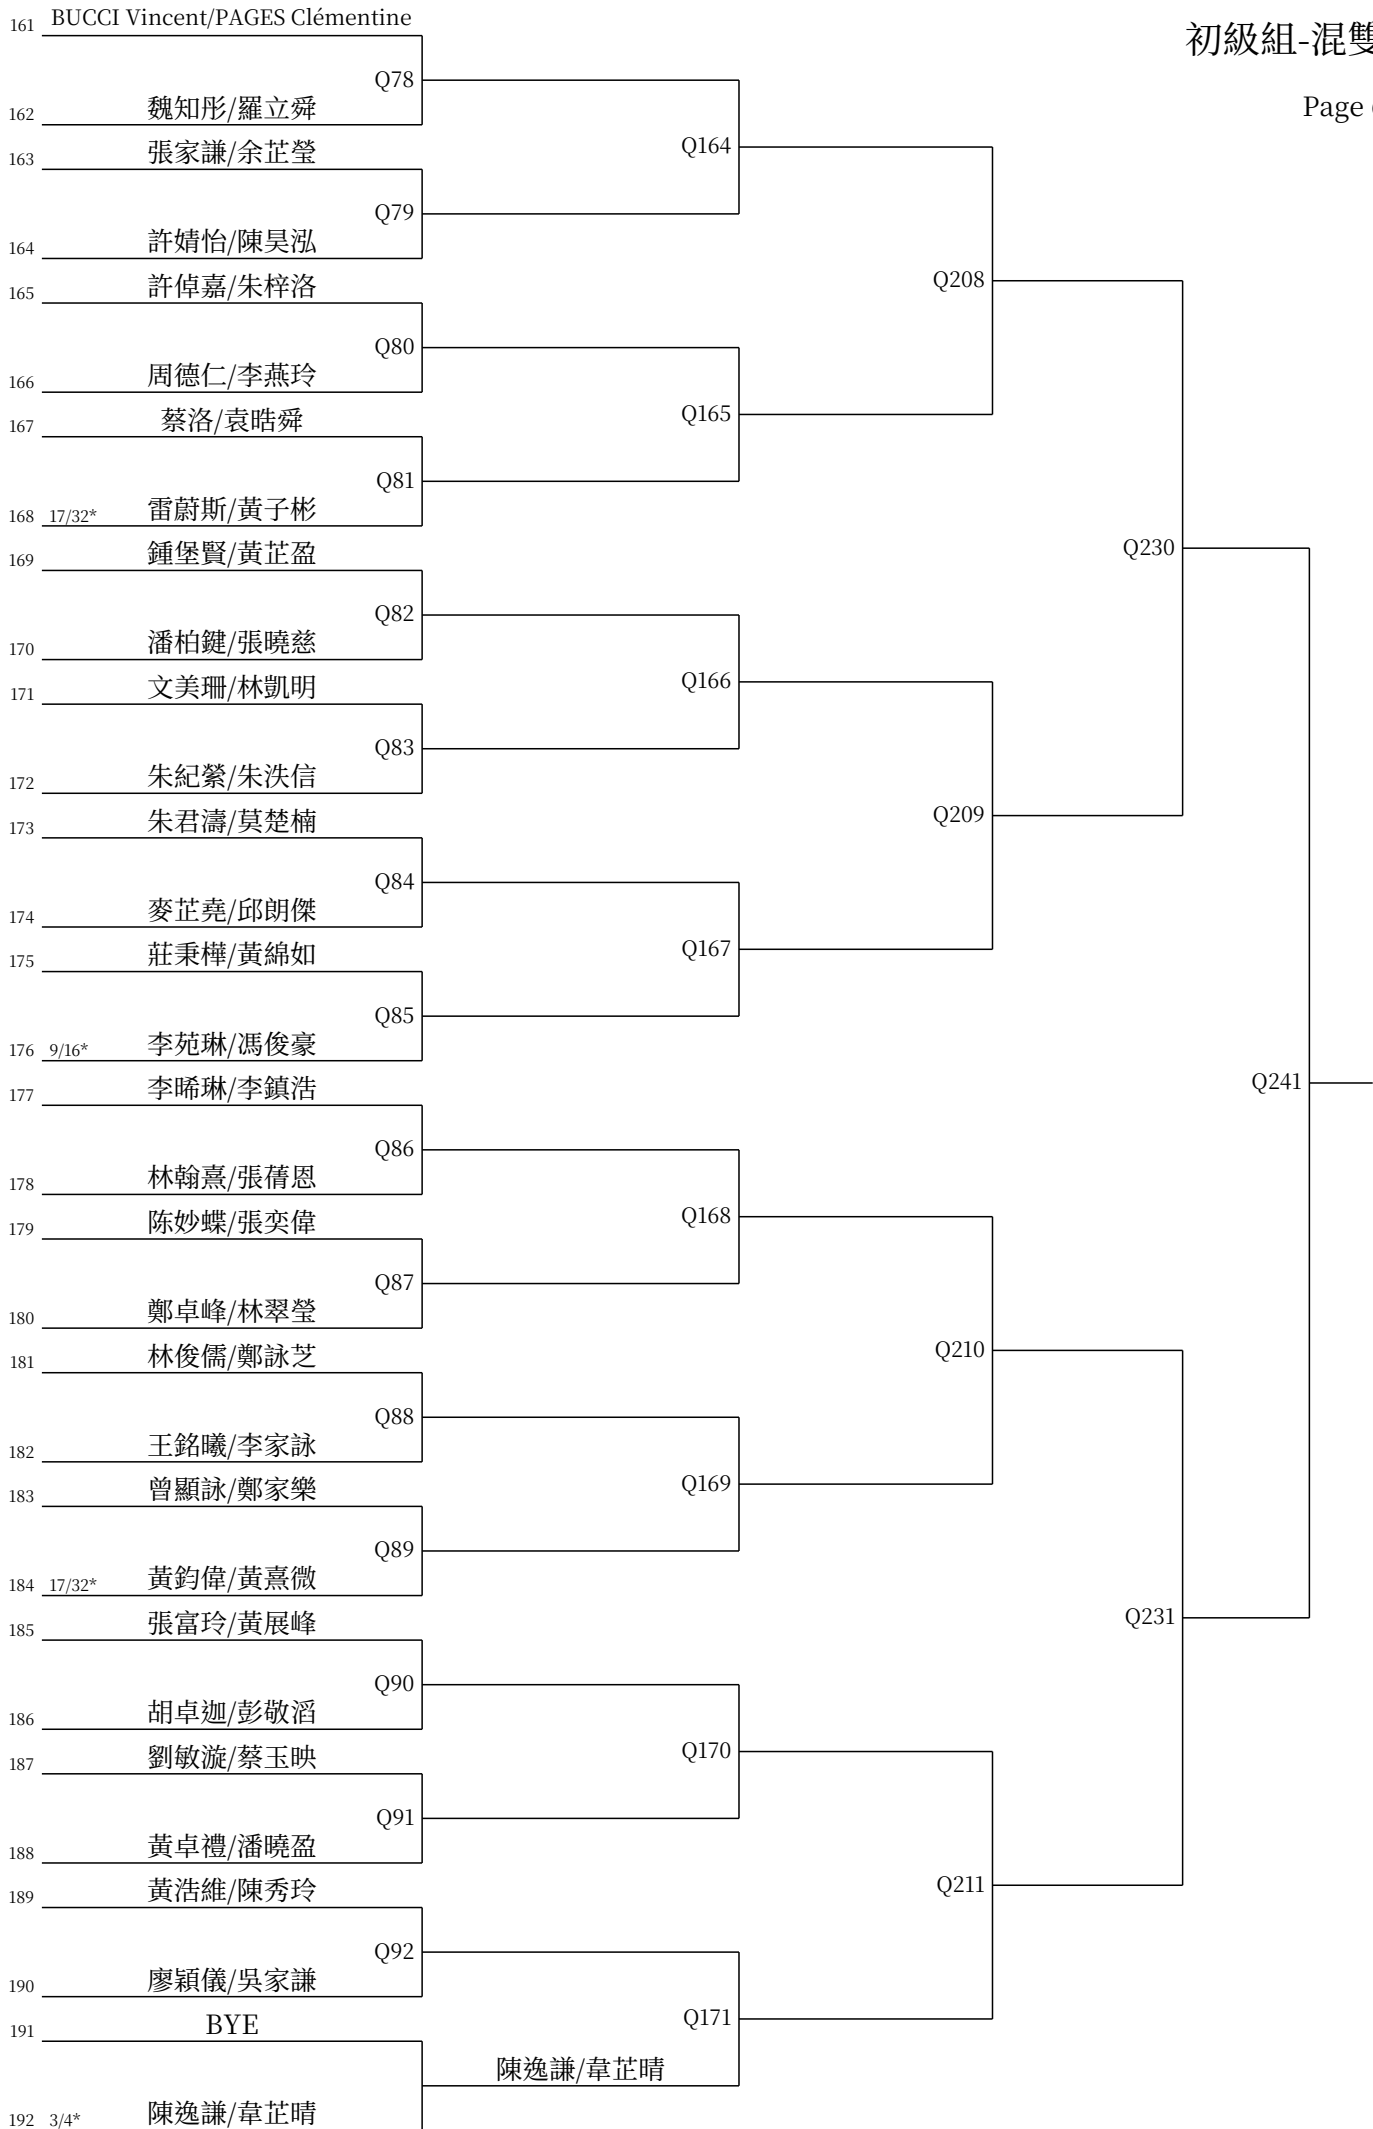 初級組-混雙
Page
161 BUCCI Vincent/PAGES Clémentine
Q78
162 魏知彤/羅立舜
163 張家謙/余芷瑩
Q164
Q79
164 許婧怡/陳昊泓
165 許倬嘉/朱梓洛
Q208
Q80
166 周德仁/李燕玲
167 蔡洛/袁晧舜
Q165
Q81
168 17/32* 雷蔚斯/黃子彬
169 鍾堡賢/黃芷盈
Q230
Q82
170 潘柏鍵/張曉慈
171 文美珊/林凱明
Q166
Q83
172 朱紀縈/朱泆信
173 朱君濤/莫楚楠
Q209
Q84
174 麥芷堯/邱朗傑
175 莊秉樺/黃綿如
Q167
Q85
176 9/16* 李苑琳/馮俊豪
177 李晞琳/李鎮浩
Q241
Q86
178 林翰熹/張蒨恩
179 陈妙蝶/張奕偉
Q168
Q87
180 鄭卓峰/林翠瑩
181 林俊儒/鄭詠芝
Q210
Q88
182 王銘曦/李家詠
183 曾顯詠/鄭家樂
Q169
Q89
184 17/32* 黃鈞偉/黃熹微
185 張富玲/黃展峰
Q231
Q90
186 胡卓迦/彭敬滔
187 劉敏漩/蔡玉映
Q170
Q91
188 黃卓禮/潘曉盈
189 黃浩維/陳秀玲
Q211
Q92
190 廖穎儀/吳家謙
191 BYE
Q171
陳逸謙/韋芷晴
192 3/4* 陳逸謙/韋芷晴